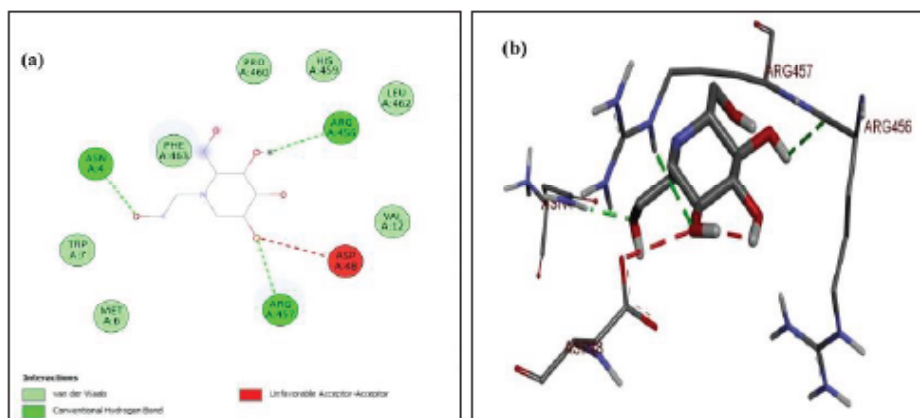 (a)
PRO
A:460
HIS
A:459
LEU
A:462
ARG
A:456
PHE
A:463
ASN
A:4
VAL
A:12
TRP
A:7
ASP
A:48
ARG
A:457
MET
A:6
Interactions
van der Waals
Conventional Hydrogen Bond
Unfavorable Acceptor-Acceptor
(b)
ARG457
ARG456